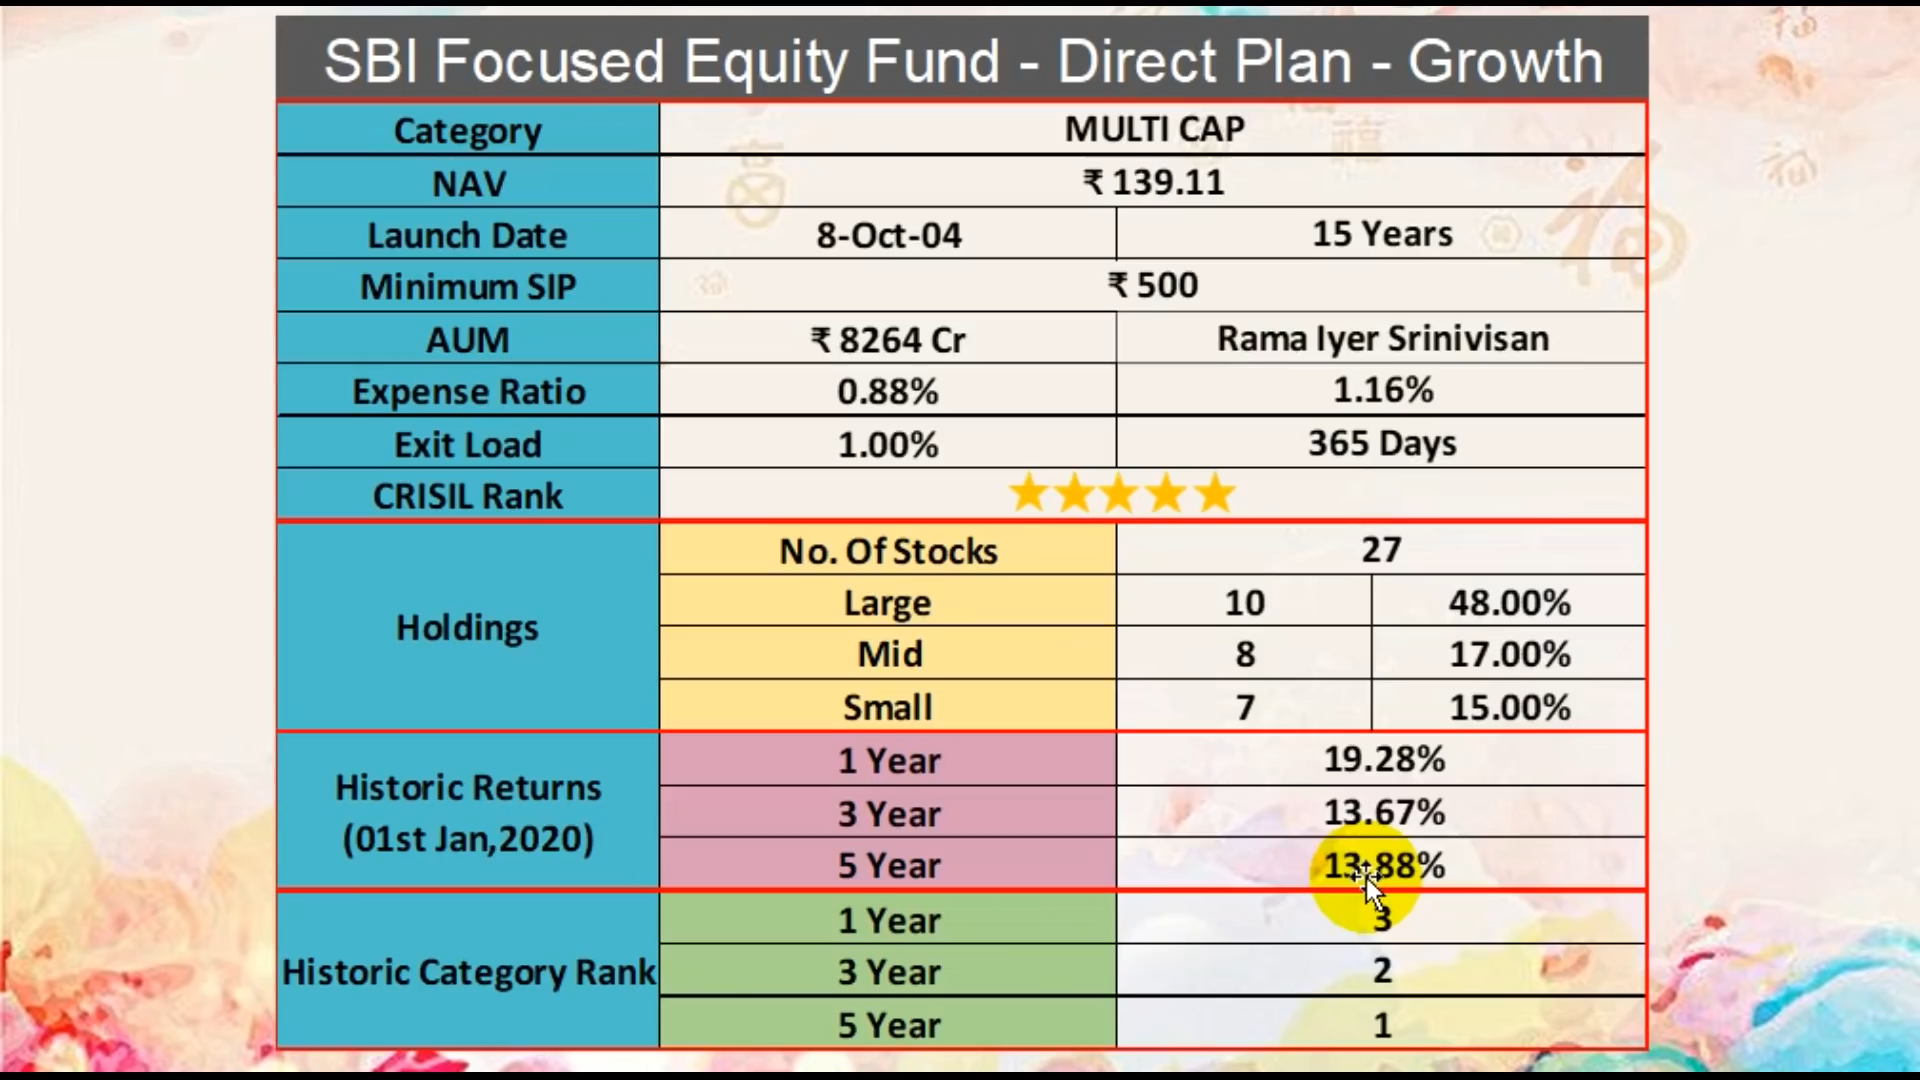 SBI Focused Equity Fund - Direct Plan - Growth
Category MULTI CAP
NAV ₹ 139.11
Launch Date 8-Oct-04 15 Years
Minimum SIP ₹ 500
AUM ₹ 8264 Cr Rama Iyer Srinivisan
Expense Ratio 0.88% 1.16%
Exit Load 1.00% 365 Days
CRISIL Rank
Holdings
No. Of Stocks 27
Large 10 48.00%
Mid 8 17.00%
Small 7 15.00%
Historic Returns
(01st Jan,2020)
1 Year 19.28%
3 Year 13.67%
5 Year 13.88%
Historic Category Rank
1 Year 3
3 Year 2
5 Year 1
福